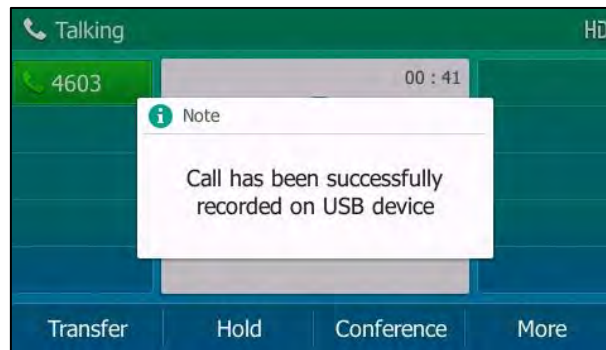 Talking
HD
4603
00 : 41
Note
Call has been successfully
recorded on USB device
Transfer
Hold
Conference
More